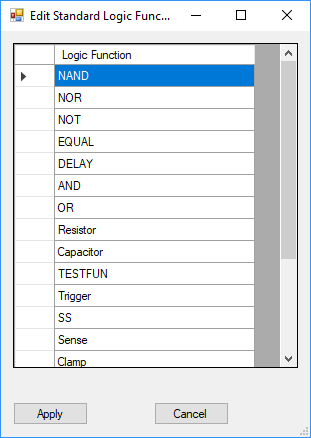 Edit Standard Logic Func...
Logic Function
NAND
NOR
NOT
EQUAL
DELAY
AND
OR
Resistor
Capacitor
TESTFUN
Trigger
SS
Sense
Clamp
Apply
Cancel